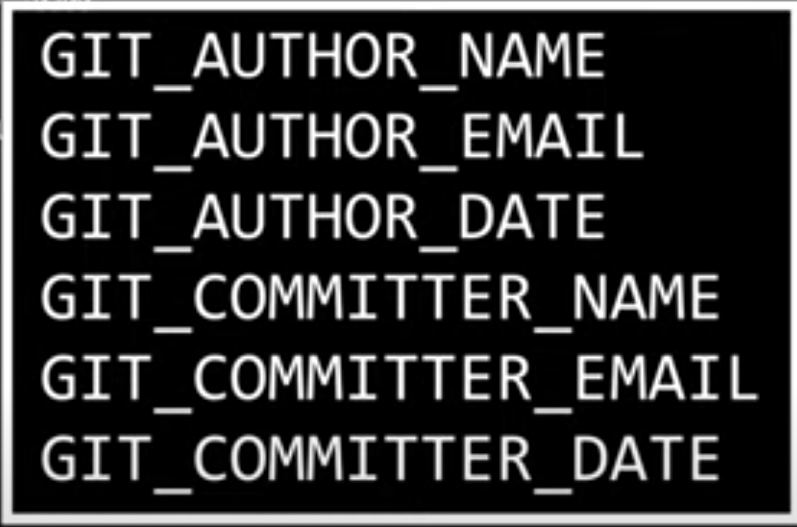 GIT_AUTHOR_NAME
GIT_AUTHOR_EMAIL
GIT_AUTHOR_DATE
GIT_COMMITTER_NAME
GIT_COMMITTER_EMAIL
GIT_COMMITTER_DATE